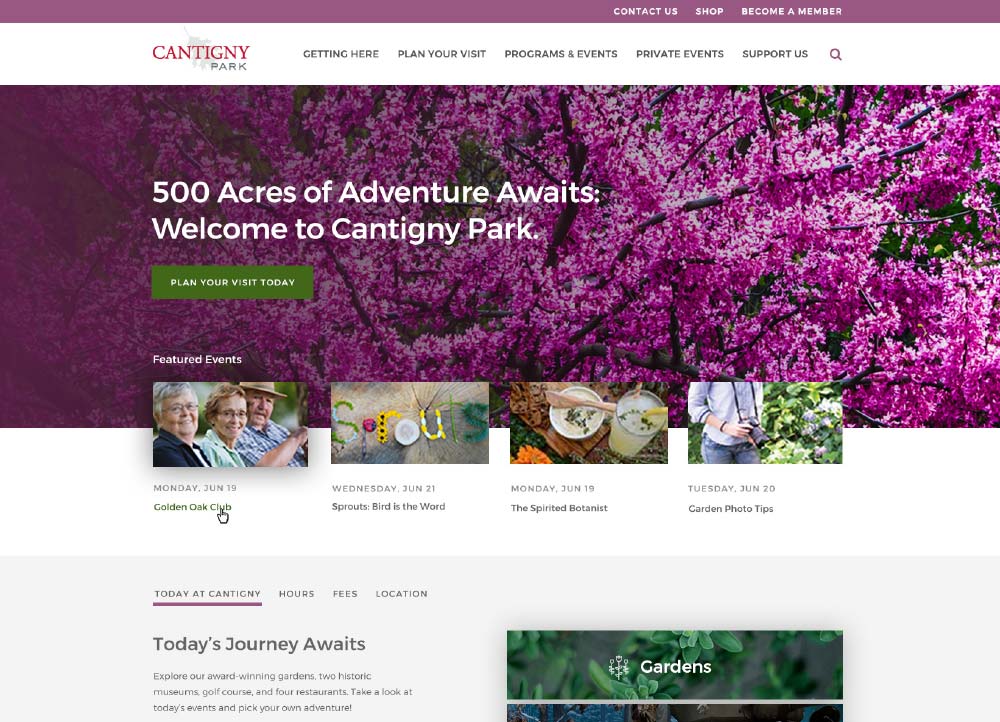 CONTACT US SHOP BECOME A MEMBER
CANTIGNY
PARK
GETTING HERE PLAN YOUR VISIT PROGRAMS & EVENTS PRIVATE EVENTS SUPPORT US
500 Acres of Adventure Awaits:
Welcome to Cantigny Park.
PLAN YOUR VISIT TODAY
Featured Events
SPROUTS
MONDAY, JUN 19
Golden Oak Club
WEDNESDAY, JUN 21
Sprouts: Bird is the Word
MONDAY, JUN 19
The Spirited Botanist
TUESDAY, JUN 20
Garden Photo Tips
TODAY AT CANTIGNY HOURS FEES LOCATION
Today's Journey Awaits
Explore our award-winning gardens, two historic
museums, golf course, and four restaurants. Take a look at
today's events and pick your own adventure!
Gardens